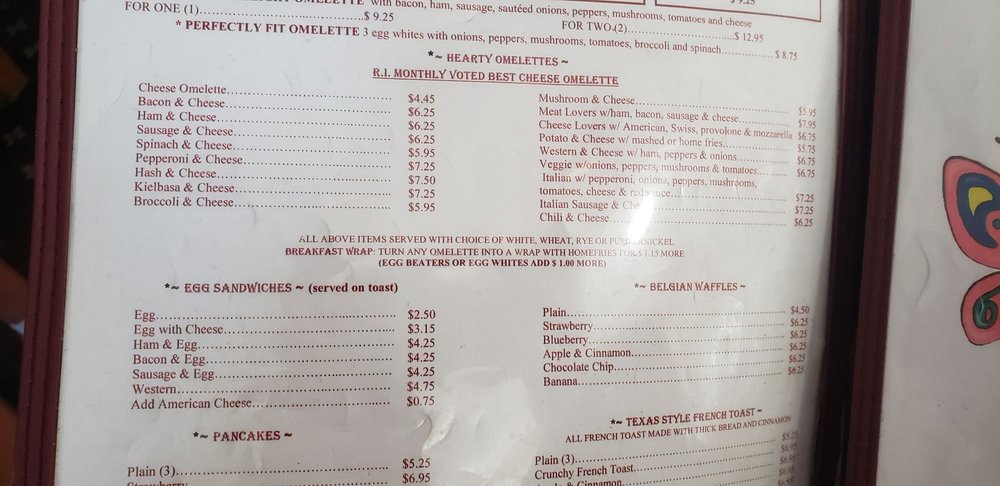 OMELETTE with bacon, ham, sausage, sautéed onions, peppers, mushrooms, tomatoes and cheese
FOR ONE (1)...............................................$ 9.25 FOR TWO (2)...............................$ 12.95
* PERFECTLY FIT OMELETTE 3 egg whites with onions, peppers, mushrooms, tomatoes, broccoli and spinach...............$ 8.75
*~ HEARTY OMELETTES ~
R.I. MONTHLY VOTED BEST CHEESE OMELETTE
Cheese Omelette............................................. $4.45
Bacon & Cheese............................................. $6.25
Ham & Cheese............................................. $6.25
Sausage & Cheese............................................. $6.25
Spinach & Cheese............................................. $5.95
Pepperoni & Cheese............................................. $7.25
Hash & Cheese............................................. $7.50
Kielbasa & Cheese............................................. $7.25
Broccoli & Cheese............................................. $5.95
Mushroom & Cheese............................................. $5.95
Meat Lovers w/ham, bacon, sausage & cheese.................... $7.95
Cheese Lovers w/ American, Swiss, provolone & mozzarella $6.75
Potato & Cheese w/ mashed or home fries.................... $5.75
Western & Cheese w/ ham, peppers & onions.................... $6.75
Veggie w/onions, peppers, mushrooms & tomatoes.......... $6.75
Italian w/ pepperoni, onions, peppers, mushrooms,
tomatoes, cheese & red sauce.............................. $7.25
Italian Sausage & $7.25
Chili & Cheese............................................. $6.25
ALL ABOVE ITEMS SERVED WITH CHOICE OF WHITE, WHEAT, RYE OR PUMPERNICKEL
BREAKFAST WRAP: TURN ANY OMELETTE INTO A WRAP WITH HOMEFRIES FOR $ 1.15 MORE
(EGG BEATERS OR EGG WHITES ADD $ 1.00 MORE)
*~ EGG SANDWICHES ~ (served on toast)
Egg............................................. $2.50
Egg with Cheese............................................. $3.15
Ham & Egg............................................. $4.25
Bacon & Egg............................................. $4.25
Sausage & Egg............................................. $4.25
Western............................................. $4.75
Add American Cheese............................................. $0.75
*~ BELGIAN WAFFLES ~
Plain............................................. $4.50
Strawberry............................................. $6.25
Blueberry............................................. $6.25
Apple & Cinnamon............................................. $6.25
Chocolate Chip............................................. $6.25
Banana............................................. $6.25
*~ PANCAKES ~
Plain (3)............................................. $5.25
Strawberry $6.95
*~ TEXAS STYLE FRENCH TOAST ~
ALL FRENCH TOAST MADE WITH THICK BREAD AND CINNAMON
Plain (3)............................................. $5.25
Crunchy French Toast............................................. $6.95
& Cinnamon............................................. $6.95